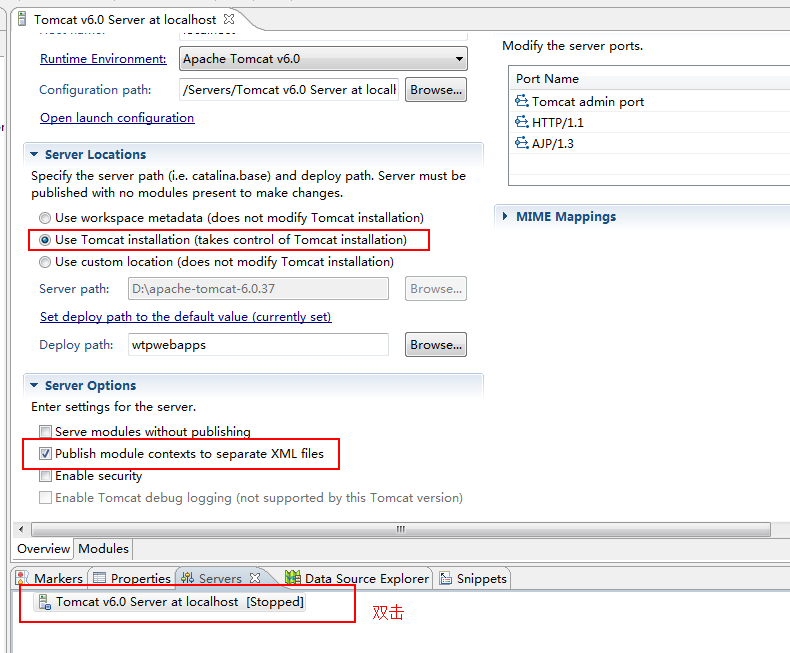 Tomcat v6.0 Server at localhost
Runtime Environment:
Apache Tomcat v6.0
Configuration path:
/Servers/Tomcat v6.0 Server at localh
Browse...
Open launch configuration
Server Locations
Specify the server path (i.e. catalina.base) and deploy path. Server must be
published with no modules present to make changes.
Use workspace metadata (does not modify Tomcat installation)
Use Tomcat installation (takes control of Tomcat installation)
Use custom location (does not modify Tomcat installation)
Server path:
D:\apache-tomcat-6.0.37
Browse...
Set deploy path to the default value (currently set)
Deploy path:
wtpwebapps
Browse...
Server Options
Enter settings for the server.
Serve modules without publishing
Publish module contexts to separate XML files
Enable security
Enable Tomcat debug logging (not supported by this Tomcat version)
Modify the server ports.
Port Name
Tomcat admin port
HTTP/1.1
AJP/1.3
MIME Mappings
Overview
Modules
Markers
Properties
Servers
Data Source Explorer
Snippets
Tomcat v6.0 Server at localhost [Stopped]
双击